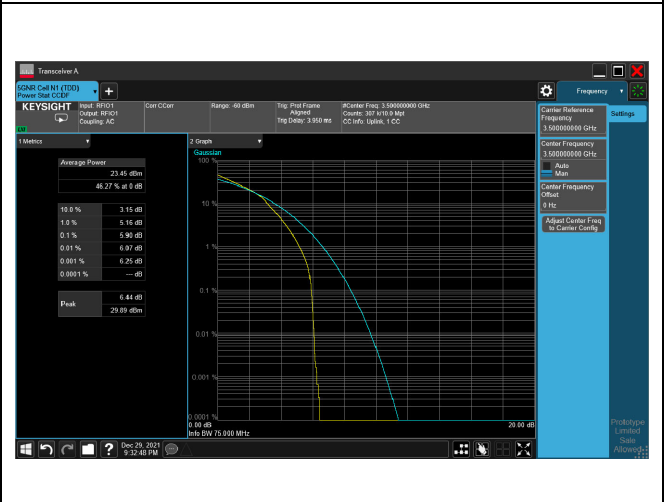 Transceiver A
5GNR Cell N1 (TDD)
Power Stat CCDF
Frequency
KEYSIGHT
Input: RFIO1
Output: RFIO1
Coupling: AC
Corr CCorr
Range: -60 dBm
Trig: Prot Frame
Aligned
Trig Delay: 3.950 ms
#Center Freq: 3.500000000 GHz
Counts: 307 k/10.0 Mpt
CC Info: Uplink, 1 CC
Carrier Reference
Frequency
3.500000000 GHz
Settings
Center Frequency
3.500000000 GHz
Auto
Man
Center Frequency
Offset
0 Hz
Adjust Center Freq
to Carrier Config
1 Metrics
Average Power
23.45 dBm
46.27 % at 0 dB
10.0 % 3.15 dB
1.0 % 5.16 dB
0.1 % 5.90 dB
0.01 % 6.07 dB
0.001 % 6.25 dB
0.0001 % --- dB
Peak
6.44 dB
29.89 dBm
2 Graph
Gaussian
100 %
10 %
1 %
0.1 %
0.01 %
0.001 %
0.0001 %
0.00 dB
20.00 dB
Info BW 75.000 MHz
Dec 29, 2021
9:32:48 PM
Prototype
Limited
Sale
Allowed